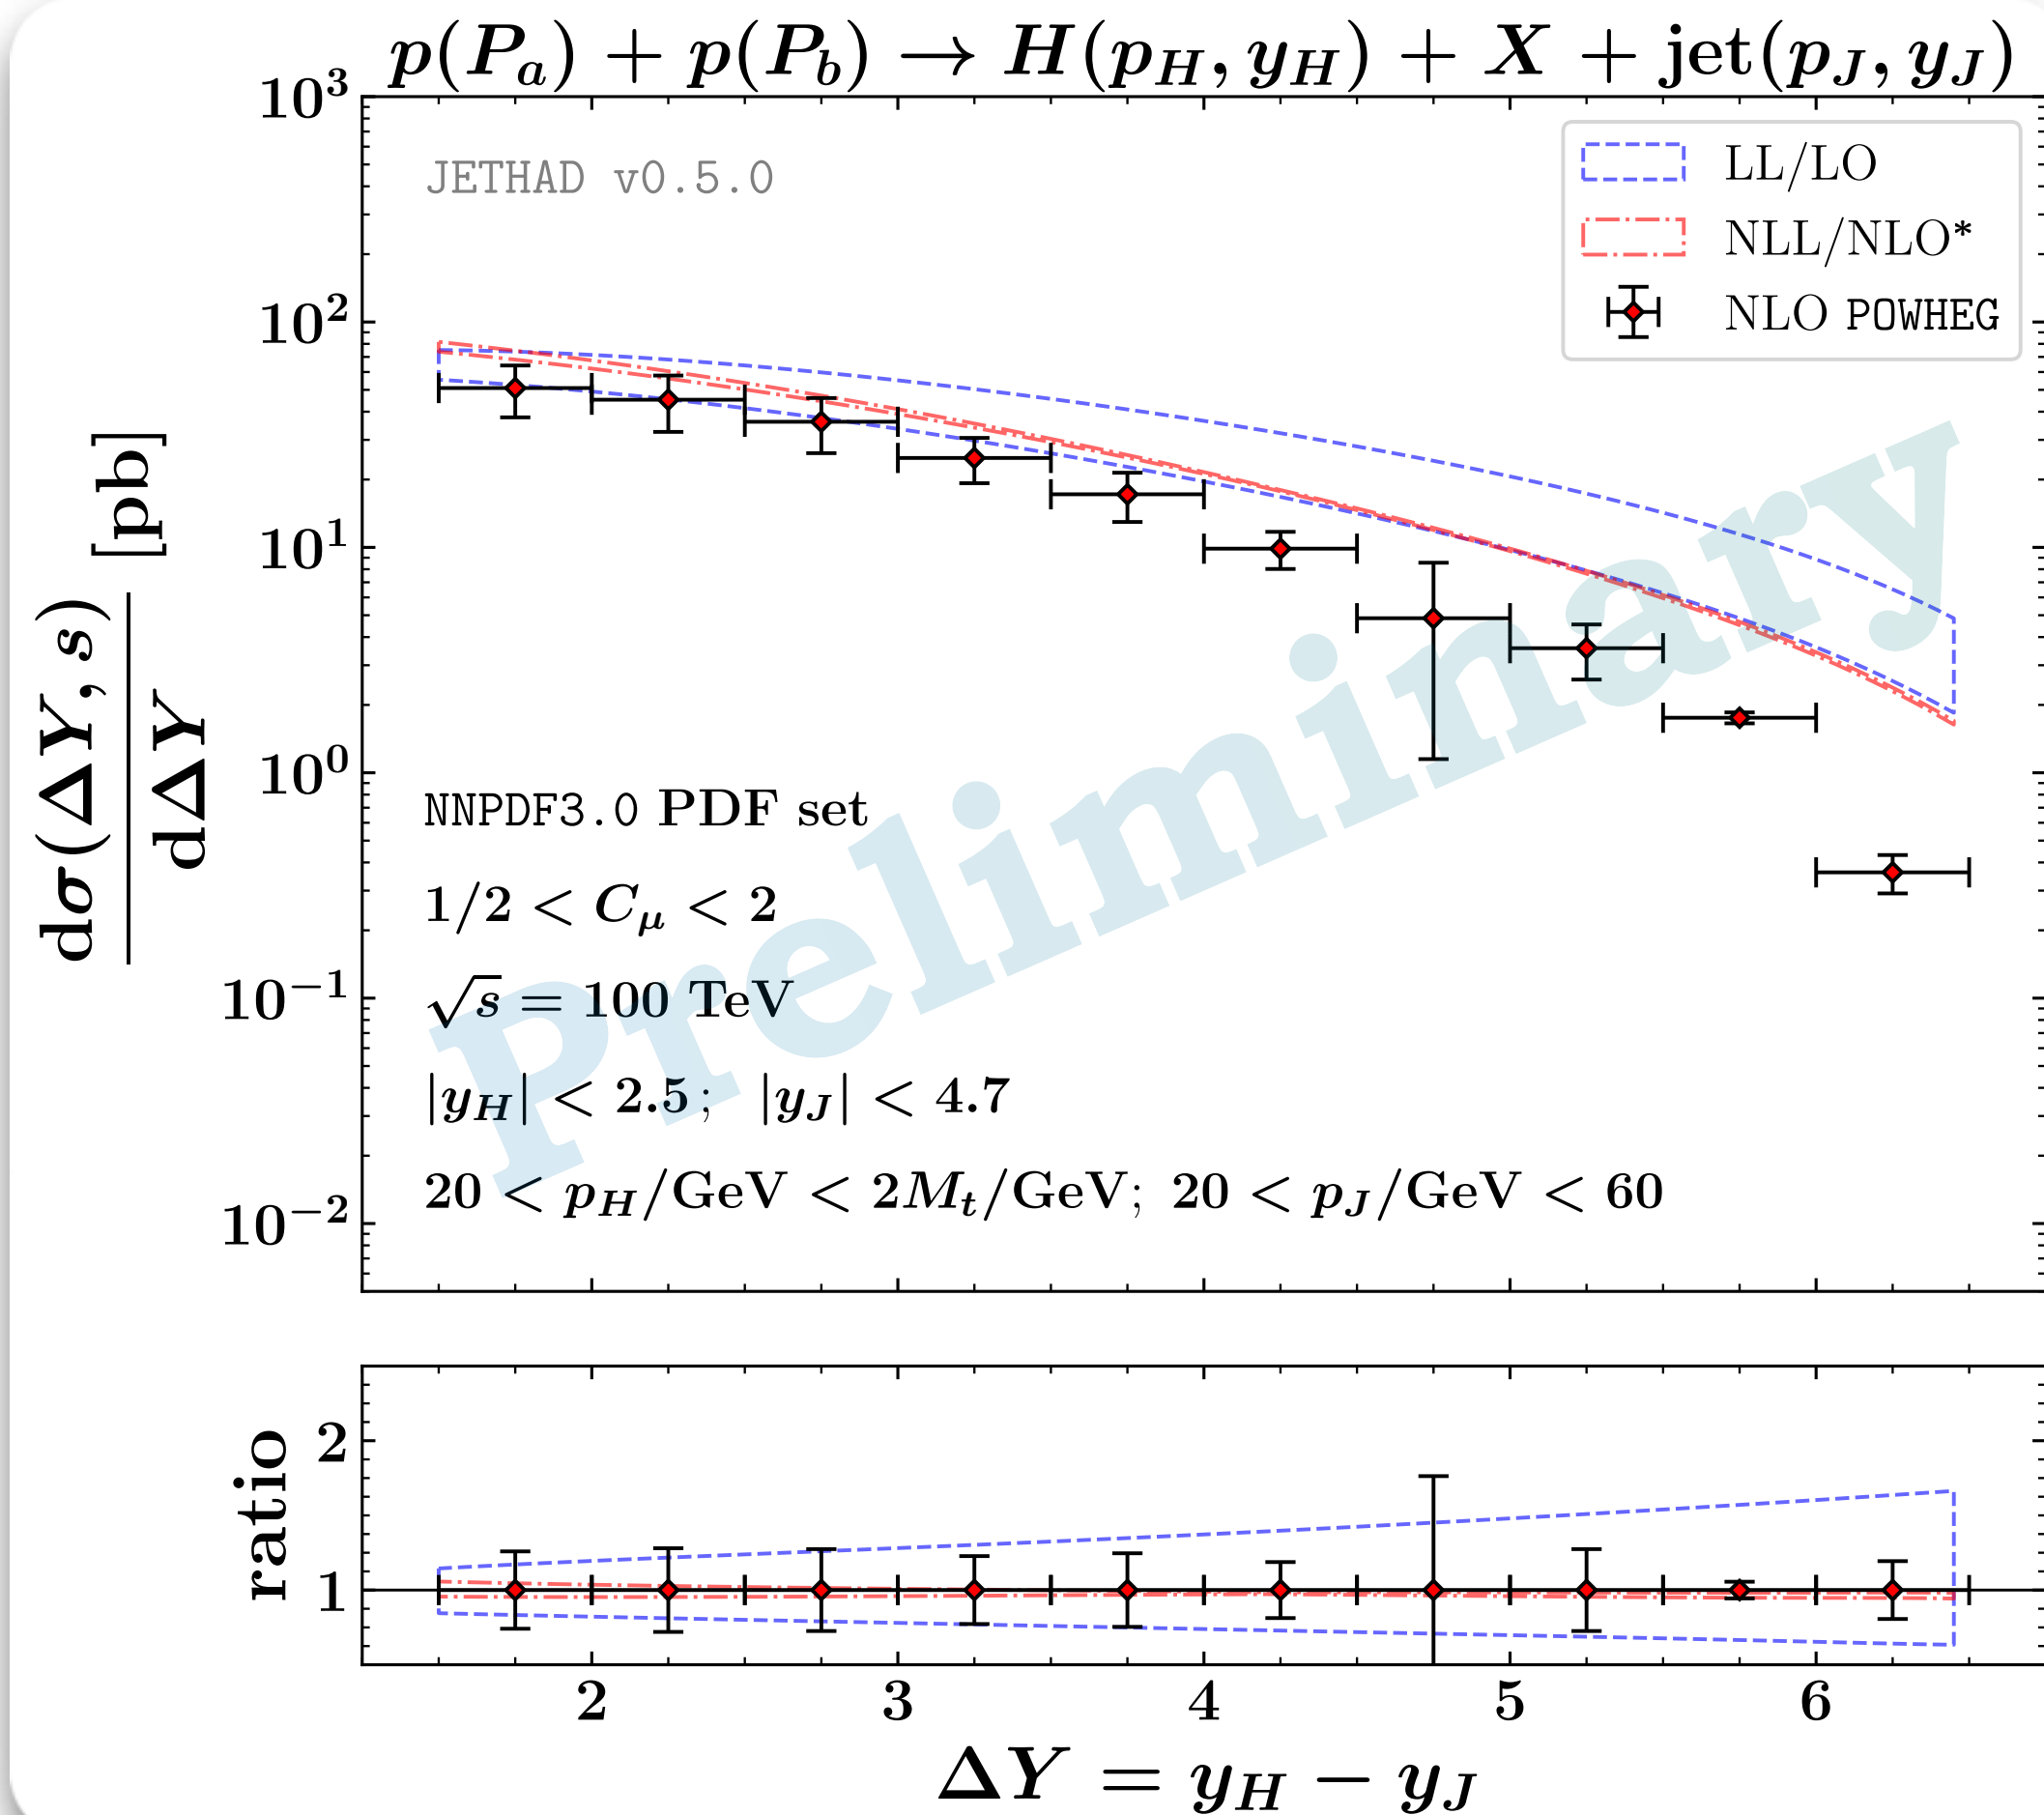 p(P_a) + p(P_b) → H(p_H, y_H) + X + jet(p_J, y_J)
JETHAD v0.5.0
LL/LO
NLL/NLO*
NLO POWHEG
10^3
10^2
10^1
10^0
10^−1
10^−2
dσ(ΔY, s)
dΔY
[pb]
NNPDF3.0 PDF set
1/2 < C_μ < 2
√s = 100 TeV
|y_H| < 2.5 ; |y_J| < 4.7
20 < p_H/GeV < 2M_t/GeV; 20 < p_J/GeV < 60
Preliminary
ratio
2
1
2 3 4 5 6
ΔY = y_H − y_J